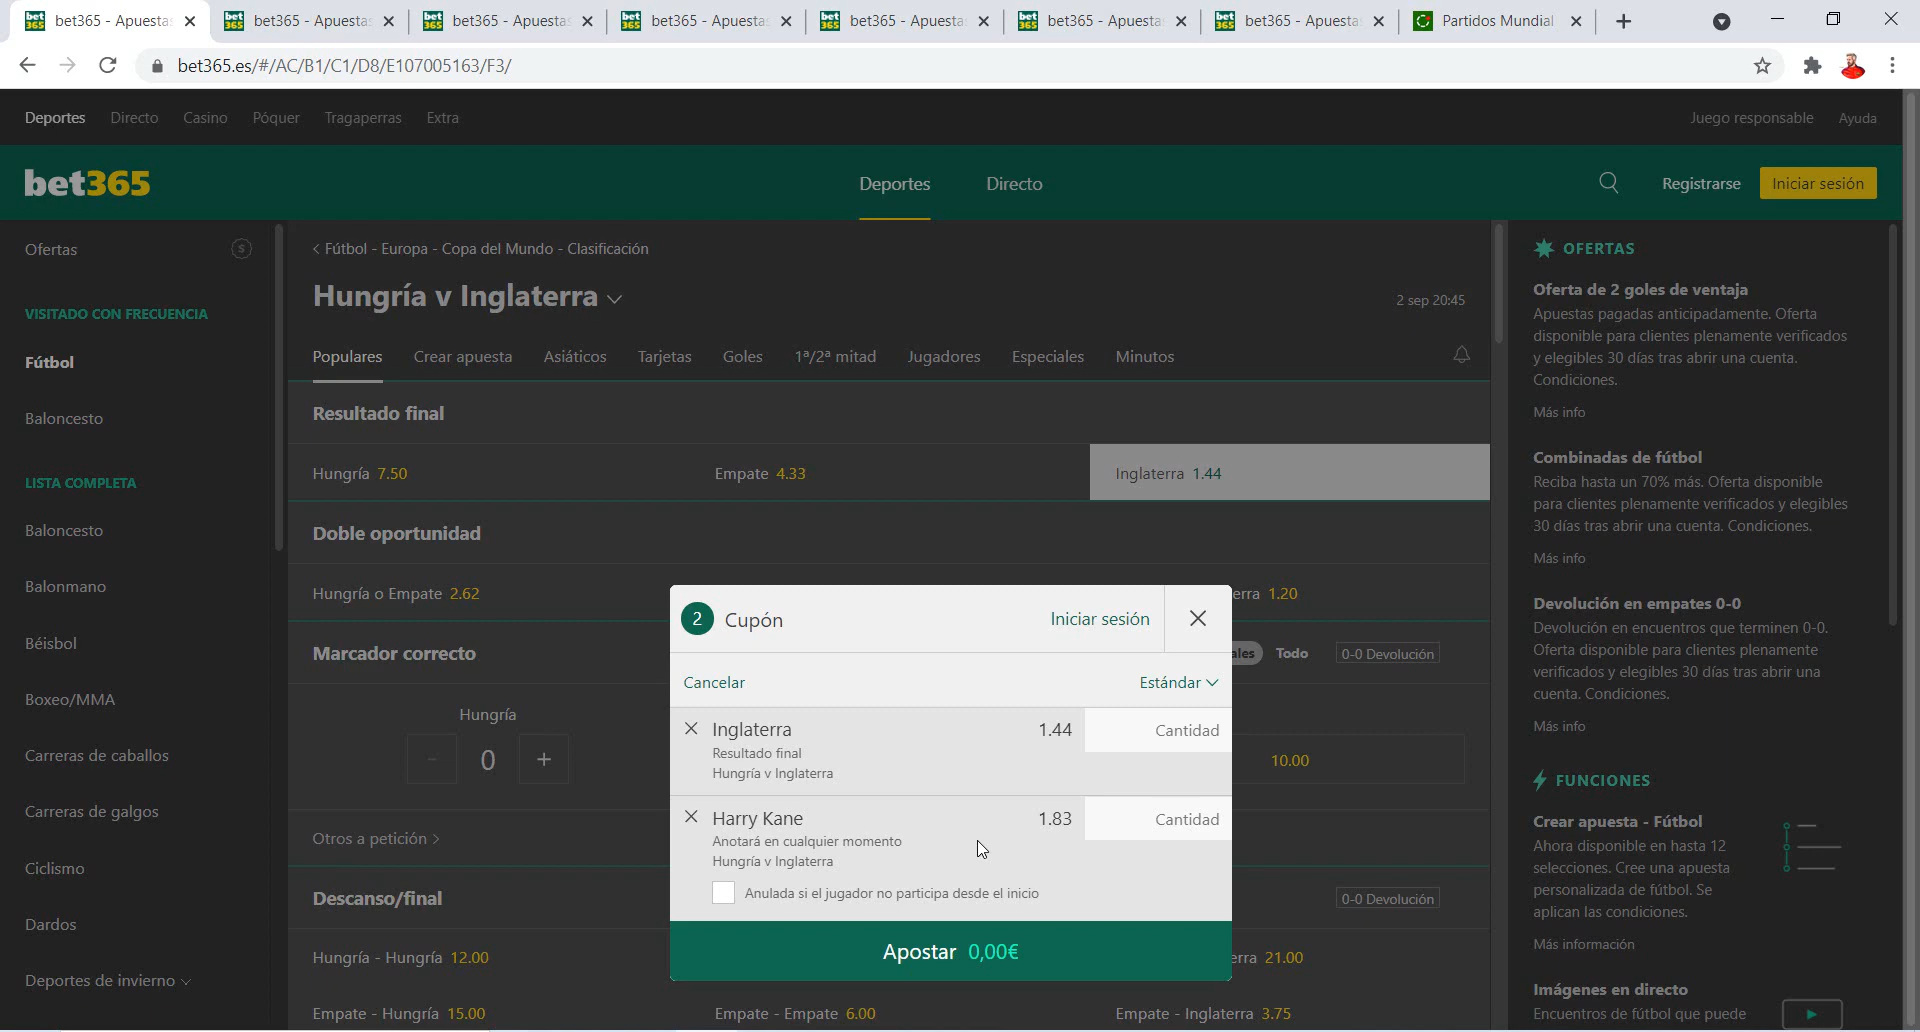 bet365 - Apuestas
bet365 - Apuestas
bet365 - Apuestas
bet365 - Apuestas
bet365 - Apuestas
bet365 - Apuesta
bet365 - Apuesta
Partidos Mundial
bet365.es/#/AC/B1/C1/D8/E107005163/F3/
Deportes Directo Casino Póquer Tragaperras Extra
Juego responsable Ayuda
bet365
Deportes Directo
Registrarse Iniciar sesión
Ofertas
VISITADO CON FRECUENCIA
Fútbol
Baloncesto
LISTA COMPLETA
Baloncesto
Balonmano
Béisbol
Boxeo/MMA
Carreras de caballos
Carreras de galgos
Ciclismo
Dardos
Deportes de invierno
< Fútbol - Europa - Copa del Mundo - Clasificación
Hungría v Inglaterra
2 sep 20:45
Populares Crear apuesta Asiáticos Tarjetas Goles 1ª/2ª mitad Jugadores Especiales Minutos
Resultado final
Hungría 7.50 Empate 4.33 Inglaterra 1.44
Doble oportunidad
Hungría o Empate 2.62 erra 1.20
Marcador correcto
ales Todo 0-0 Devolución
Hungría
- 0 +
10.00
Otros a petición >
Descanso/final
0-0 Devolución
Hungría - Hungría 12.00 erra 21.00
Empate - Hungría 15.00 Empate - Empate 6.00 Empate - Inglaterra 3.75
2 Cupón Iniciar sesión
Cancelar Estándar
Inglaterra 1.44 Cantidad
Resultado final
Hungría v Inglaterra
Harry Kane 1.83 Cantidad
Anotará en cualquier momento
Hungría v Inglaterra
Anulada si el jugador no participa desde el inicio
Apostar 0,00€
OFERTAS
Oferta de 2 goles de ventaja
Apuestas pagadas anticipadamente. Oferta
disponible para clientes plenamente verificados
y elegibles 30 días tras abrir una cuenta.
Condiciones.
Más info
Combinadas de fútbol
Reciba hasta un 70% más. Oferta disponible
para clientes plenamente verificados y elegibles
30 días tras abrir una cuenta. Condiciones.
Más info
Devolución en empates 0-0
Devolución en encuentros que terminen 0-0.
Oferta disponible para clientes plenamente
verificados y elegibles 30 días tras abrir una
cuenta. Condiciones.
Más info
FUNCIONES
Crear apuesta - Fútbol
Ahora disponible en hasta 12
selecciones. Cree una apuesta
personalizada de fútbol. Se
aplican las condiciones.
Más información
Imágenes en directo
Encuentros de fútbol que puede